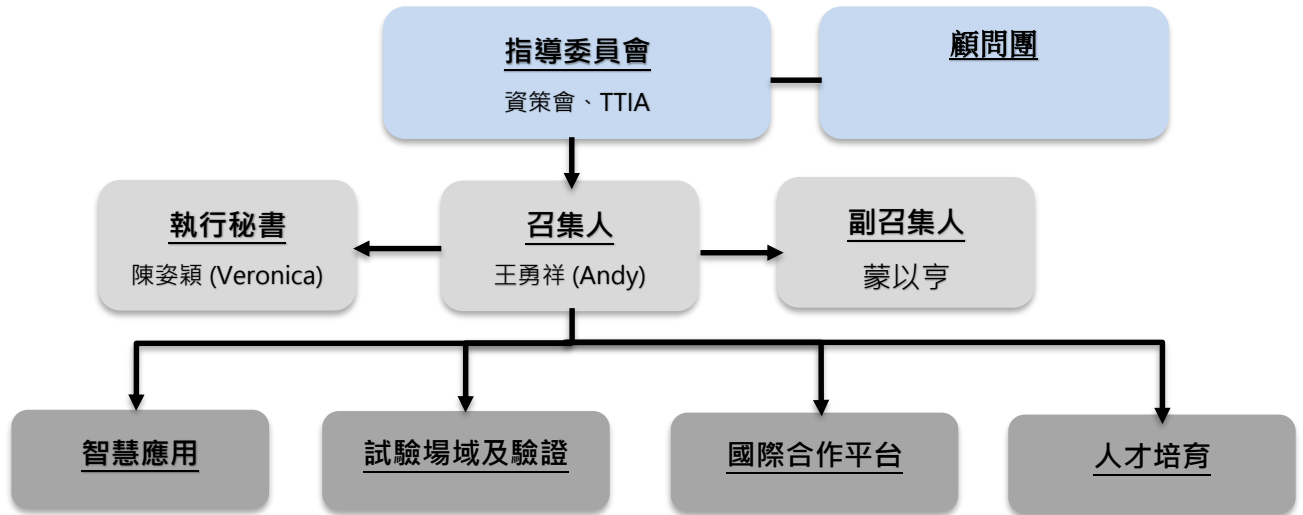 指導委員會
資策會、TTIA
顧問團
執行秘書
陳姿穎 (Veronica)
召集人
王勇祥 (Andy)
副召集人
蒙以亨
智慧應用
試驗場域及驗證
國際合作平台
人才培育